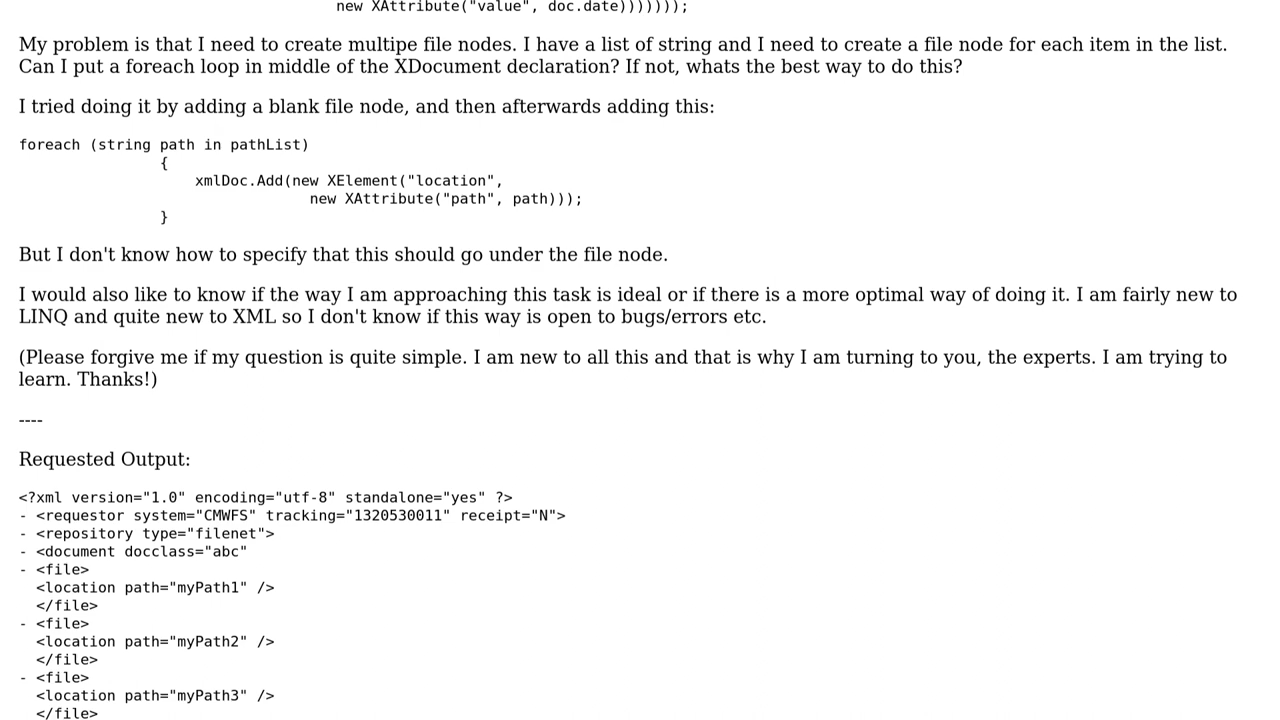 new XAttribute("value", doc.date)))))));
My problem is that I need to create multipe file nodes. I have a list of string and I need to create a file node for each item in the list.
Can I put a foreach loop in middle of the XDocument declaration? If not, whats the best way to do this?
I tried doing it by adding a blank file node, and then afterwards adding this:
foreach (string path in pathList)
{
xmlDoc.Add(new XElement("location",
new XAttribute("path", path)));
}
But I don't know how to specify that this should go under the file node.
I would also like to know if the way I am approaching this task is ideal or if there is a more optimal way of doing it. I am fairly new to
LINQ and quite new to XML so I don't know if this way is open to bugs/errors etc.
(Please forgive me if my question is quite simple. I am new to all this and that is why I am turning to you, the experts. I am trying to
learn. Thanks!)
----
Requested Output:
<?xml version="1.0" encoding="utf-8" standalone="yes" ?>
- <requestor system="CMWFS" tracking="1320530011" receipt="N">
- <repository type="filenet">
- <document docclass="abc"
- <file>
<location path="myPath1" />
</file>
- <file>
<location path="myPath2" />
</file>
- <file>
<location path="myPath3" />
</file>